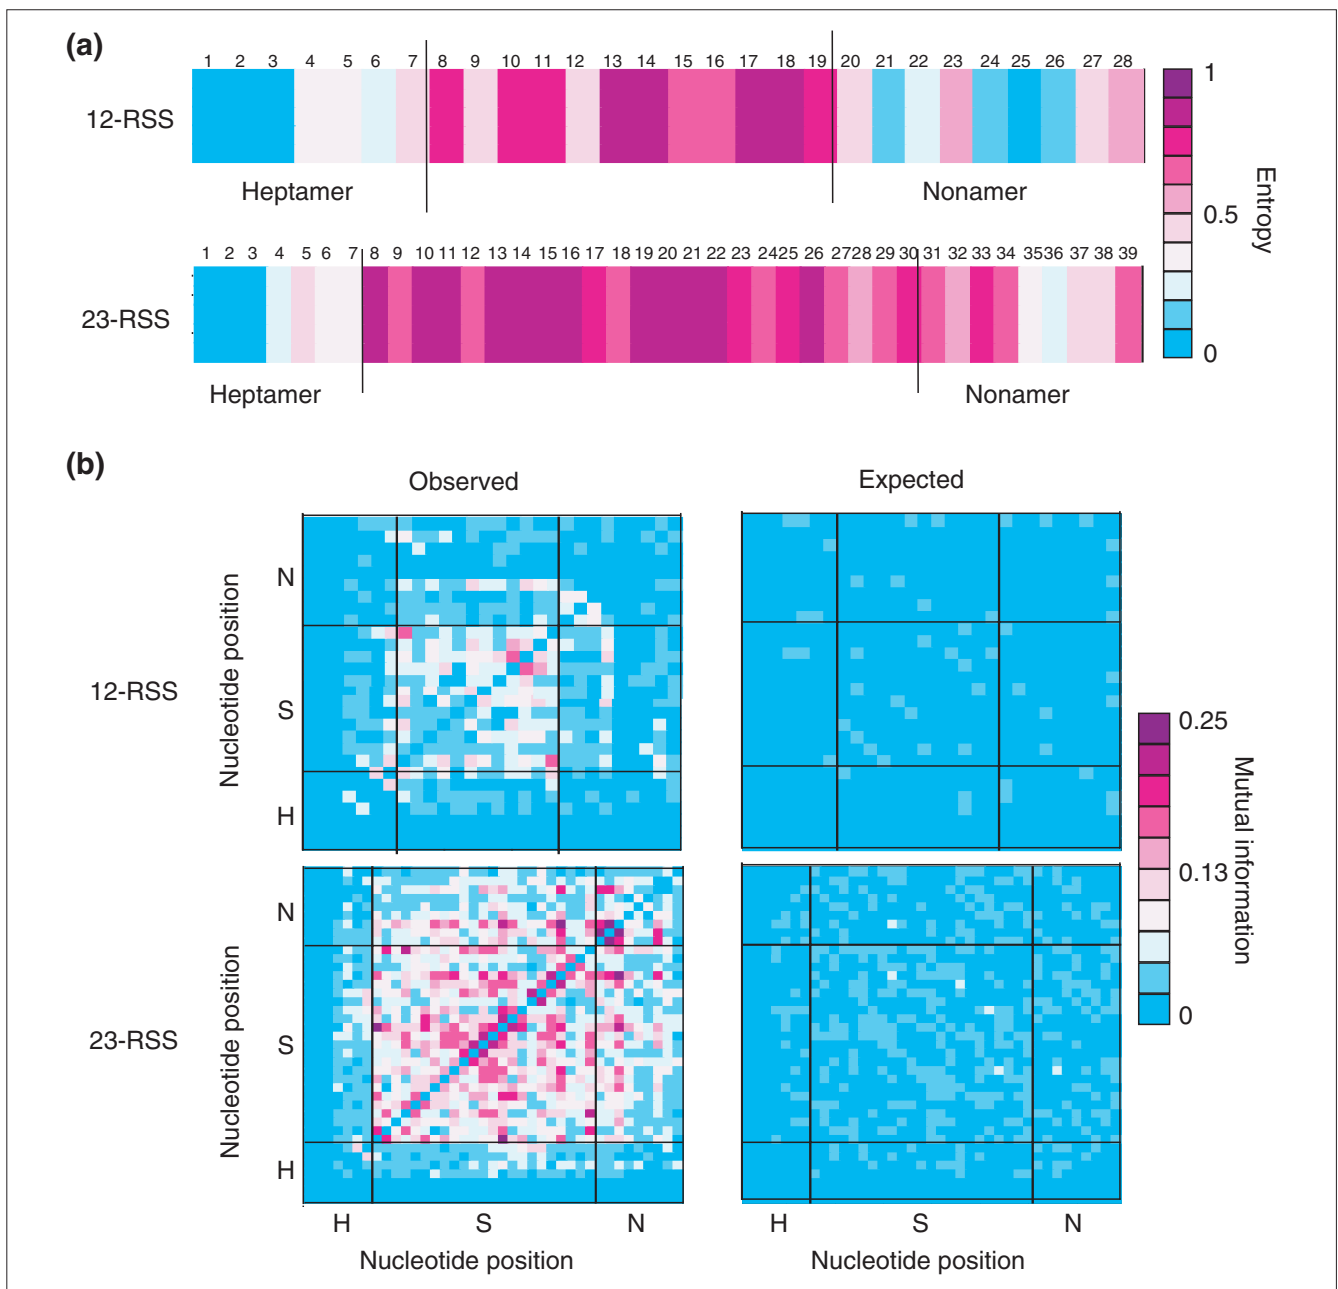 (a)
1 2 3 4 5 6 7 8 9 10 11 12 13 14 15 16 17 18 19 20 21 22 23 24 25 26 27 28
12-RSS
Heptamer Nonamer
1 2 3 4 5 6 7 8 9 10 11 12 13 14 15 16 17 18 19 20 21 22 23 24 25 26 27 28 29 30 31 32 33 34 35 36 37 38 39
23-RSS
Heptamer Nonamer
1
0.5
0
Entropy
(b)
Observed Expected
12-RSS
Nucleotide position
N
S
H
23-RSS
Nucleotide position
N
S
H
H S N H S N
Nucleotide position Nucleotide position
0.25
0.13
0
Mutual information